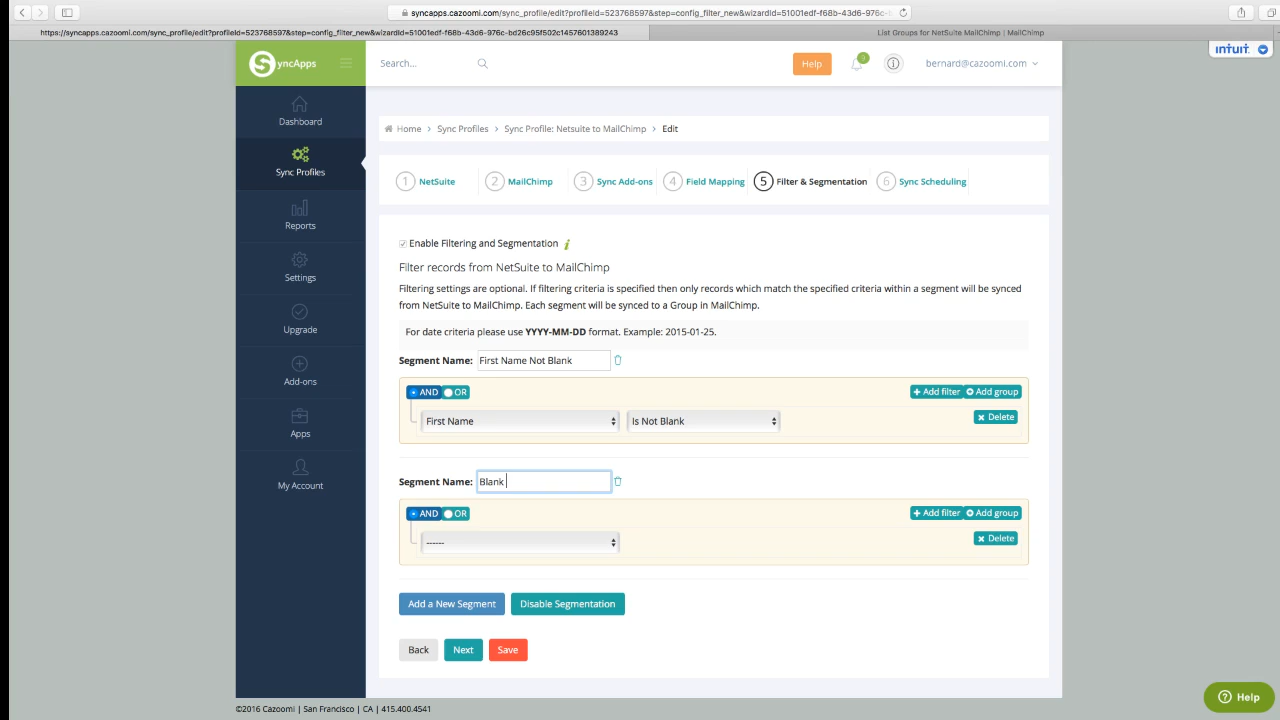 syncapps.cazoomi.com/sync_profile/edit?profileId=523768597&step=config_filter_new&wizardId=51001edf-f68b-43d6-976c-
https://syncapps.cazoomi.com/sync_profile/edit?profileId=523768597&step=config_filter_new&wizardId=51001edf-f68b-43d6-976c-bd26c95f502c1457601389243
List Groups for NetSuite MailChimp | MailChimp
intuit
SyncApps
Search...
Help
bernard@cazoomi.com
Dashboard
Sync Profiles
Reports
Settings
Upgrade
Add-ons
Apps
My Account
Home > Sync Profiles > Sync Profile: Netsuite to MailChimp > Edit
1 NetSuite 2 MailChimp 3 Sync Add-ons 4 Field Mapping 5 Filter & Segmentation 6 Sync Scheduling
Enable Filtering and Segmentation i
Filter records from NetSuite to MailChimp
Filtering settings are optional. If filtering criteria is specified then only records which match the specified criteria within a segment will be synced
from NetSuite to MailChimp. Each segment will be synced to a Group in MailChimp.
For date criteria please use YYYY-MM-DD format. Example: 2015-01-25.
Segment Name: First Name Not Blank
AND OR + Add filter Add group
First Name Is Not Blank x Delete
Segment Name: Blank
AND OR + Add filter Add group
------ x Delete
Add a New Segment Disable Segmentation
Back Next Save
©2016 Cazoomi | San Francisco | CA | 415.400.4541
Help